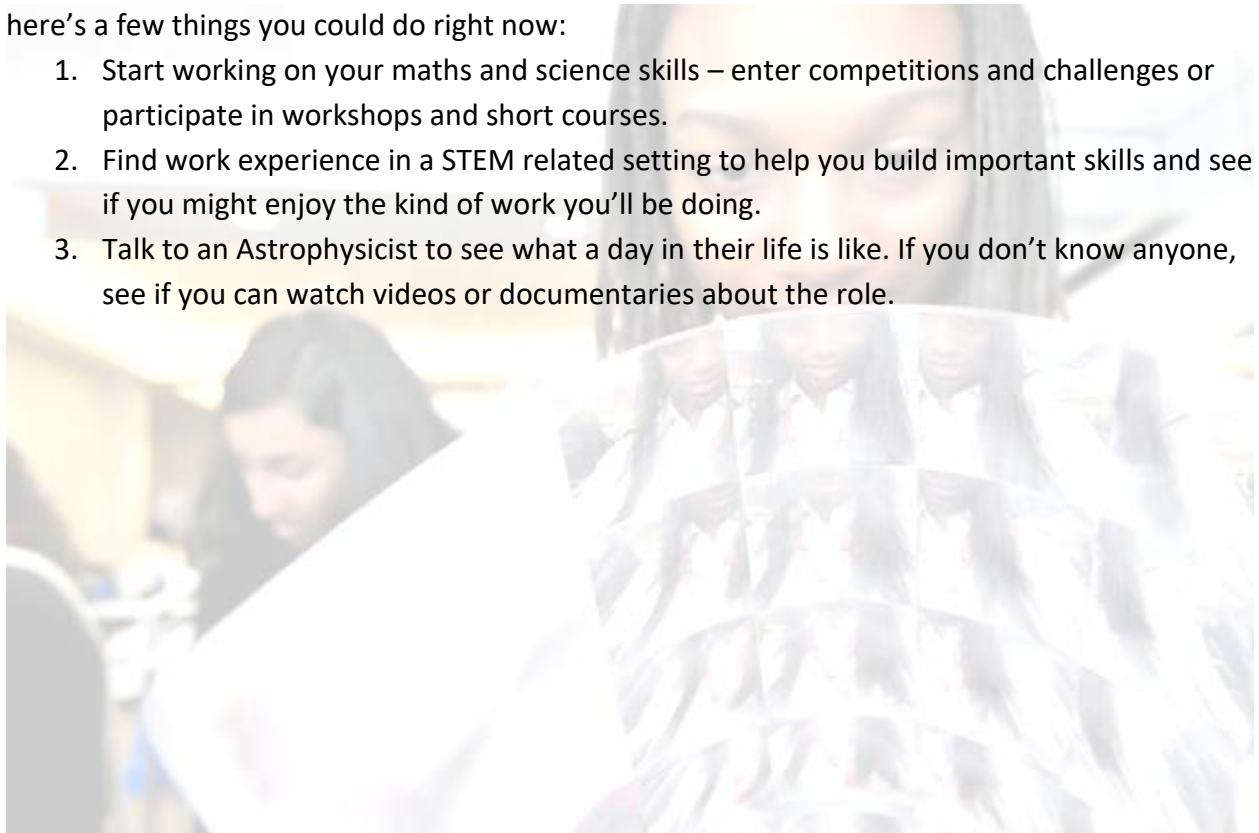 here’s a few things you could do right now:
1. Start working on your maths and science skills – enter competitions and challenges or
participate in workshops and short courses.
2. Find work experience in a STEM related setting to help you build important skills and see
if you might enjoy the kind of work you’ll be doing.
3. Talk to an Astrophysicist to see what a day in their life is like. If you don’t know anyone,
see if you can watch videos or documentaries about the role.